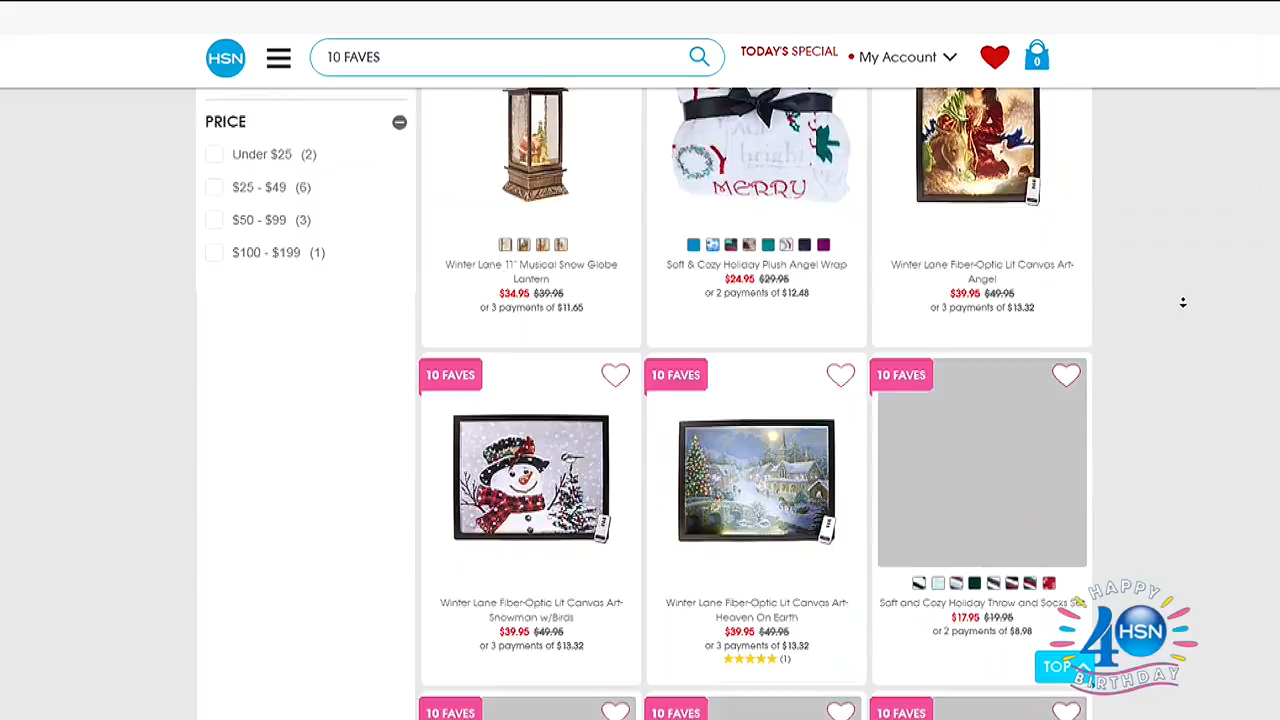 HSN
10 FAVES
TODAY'S SPECIAL
My Account
0
PRICE
Under $25 (2)
$25 - $49 (6)
$50 - $99 (3)
$100 - $199 (1)
bright
JOY
MERRY
Winter Lane 11" Musical Snow Globe
Lantern
$34.95 $39.95
or 3 payments of $11.65
Soft & Cozy Holiday Plush Angel Wrap
$24.95 $29.95
or 2 payments of $12.48
Winter Lane Fiber-Optic Lit Canvas Art-
Angel
$39.95 $49.95
or 3 payments of $13.32
10 FAVES
10 FAVES
10 FAVES
Winter Lane Fiber-Optic Lit Canvas Art-
Snowman w/Birds
$39.95 $49.95
or 3 payments of $13.32
Winter Lane Fiber-Optic Lit Canvas Art-
Heaven On Earth
$39.95 $49.95
or 3 payments of $13.32
(1)
Soft and Cozy Holiday Throw and Socks
$17.95 $19.95
or 2 payments of $8.98
TOP
HAPPY
40 HSN
BIRTHDAY
10 FAVES
10 FAVES
10 FAVES